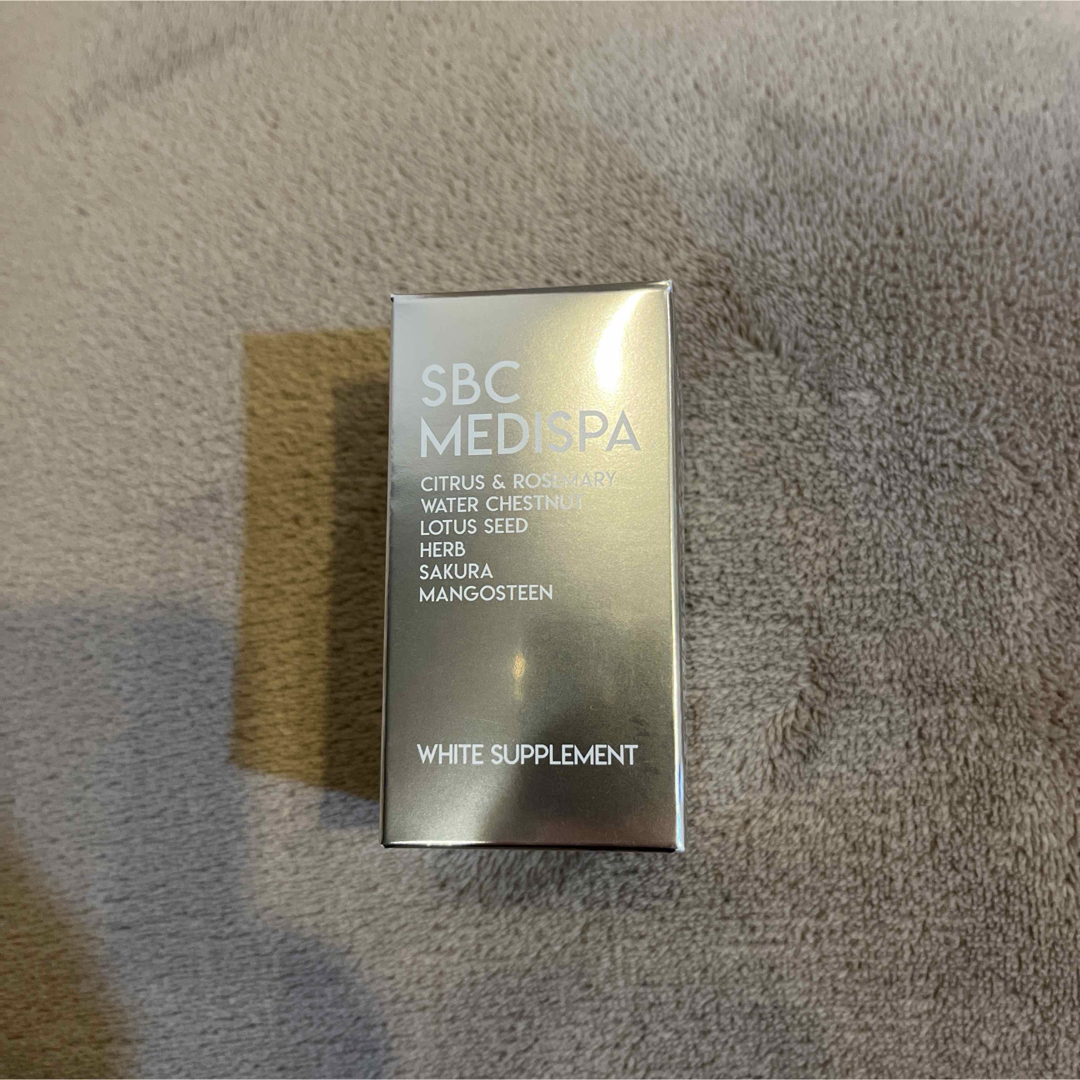 SBC
MEDISPA
CITRUS & ROSEMARY
WATER CHESTNUT
LOTUS SEED
HERB
SAKURA
MANGOSTEEN
WHITE SUPPLEMENT